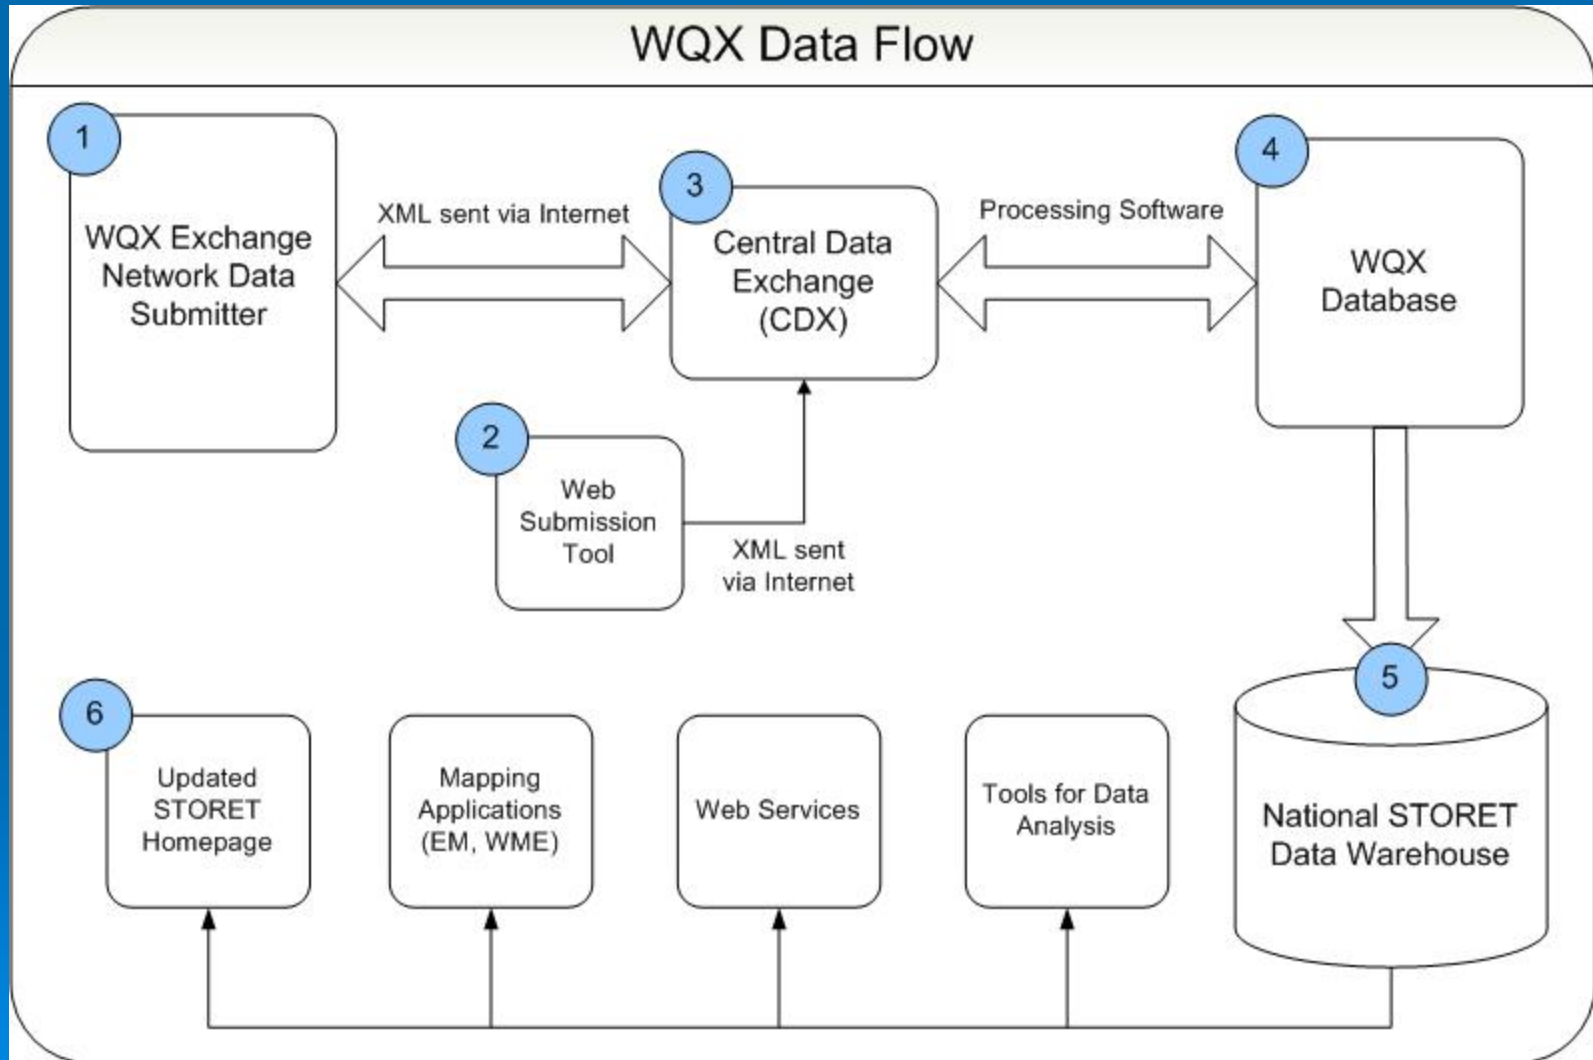 WQX Data Flow
1
WQX Exchange
Network Data
Submitter
XML sent via Internet
3
Central Data
Exchange
(CDX)
Processing Software
4
WQX
Database
2
Web
Submission
Tool
XML sent
via Internet
5
National STORET
Data Warehouse
6
Updated
STORET
Homepage
Mapping
Applications
(EM, WME)
Web Services
Tools for Data
Analysis